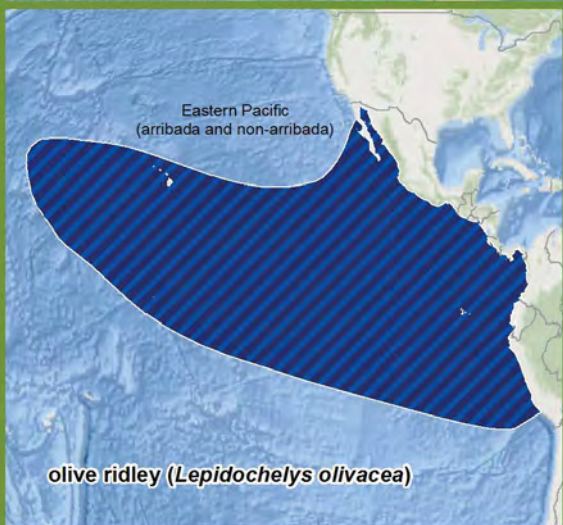 Eastern Pacific
(arribada and non-arribada)
olive ridley (Lepidochelys olivacea)